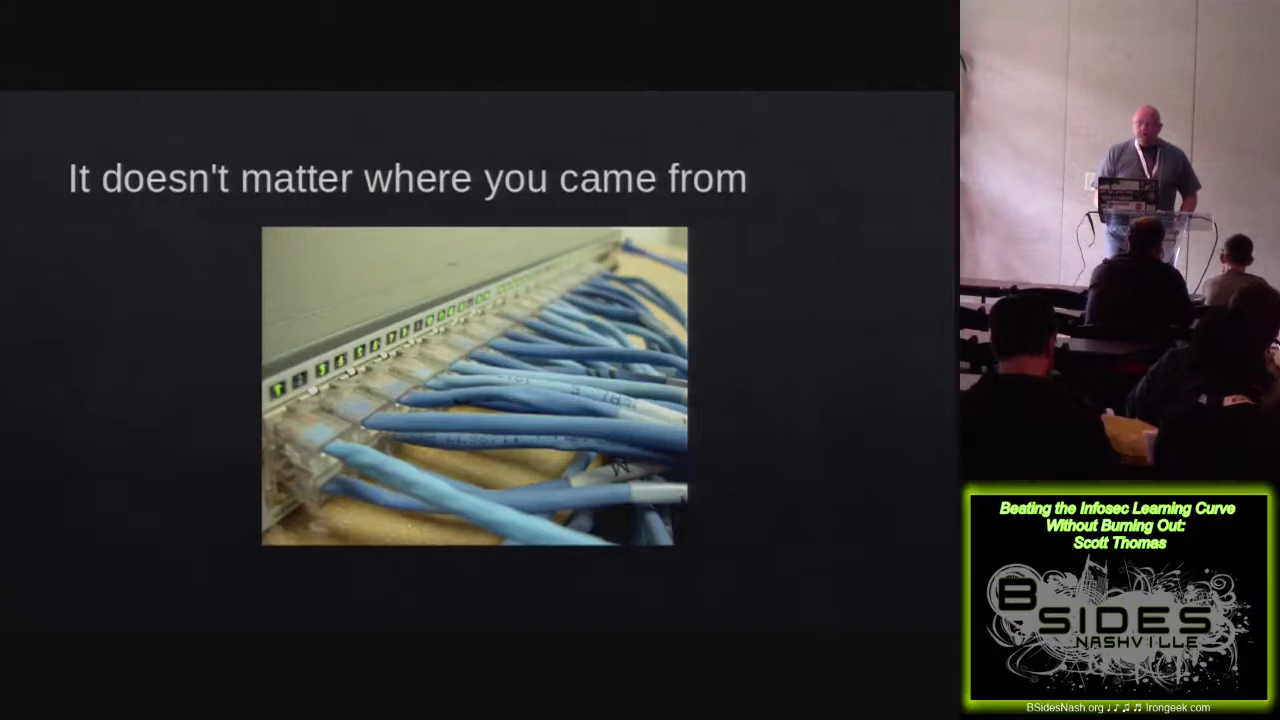 It doesn't matter where you came from
Beating the Infosec Learning Curve
Without Burning Out:
Scott Thomas
BSIDES
NASHVILLE
BSidesNash.org ♩ ♪ ♫ ♬ Irongeek.com